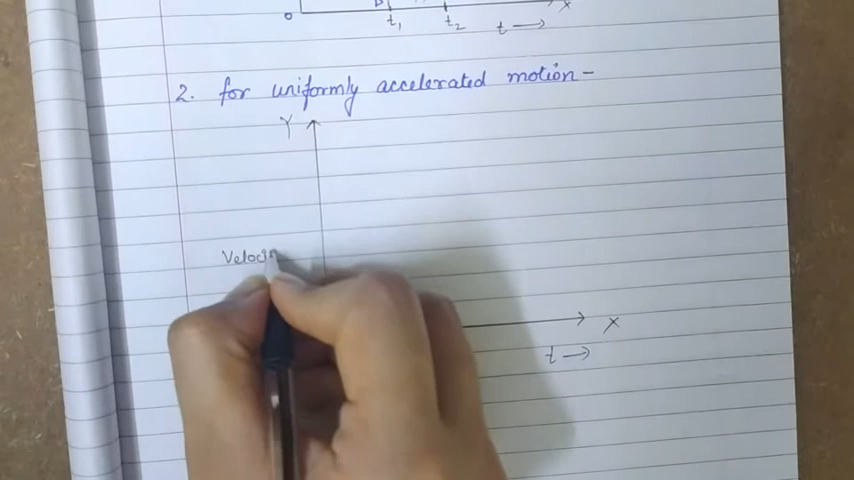 o t₁ t₂ t → X
2. for uniformly accelerated motion -
Y
Veloci
X
t →